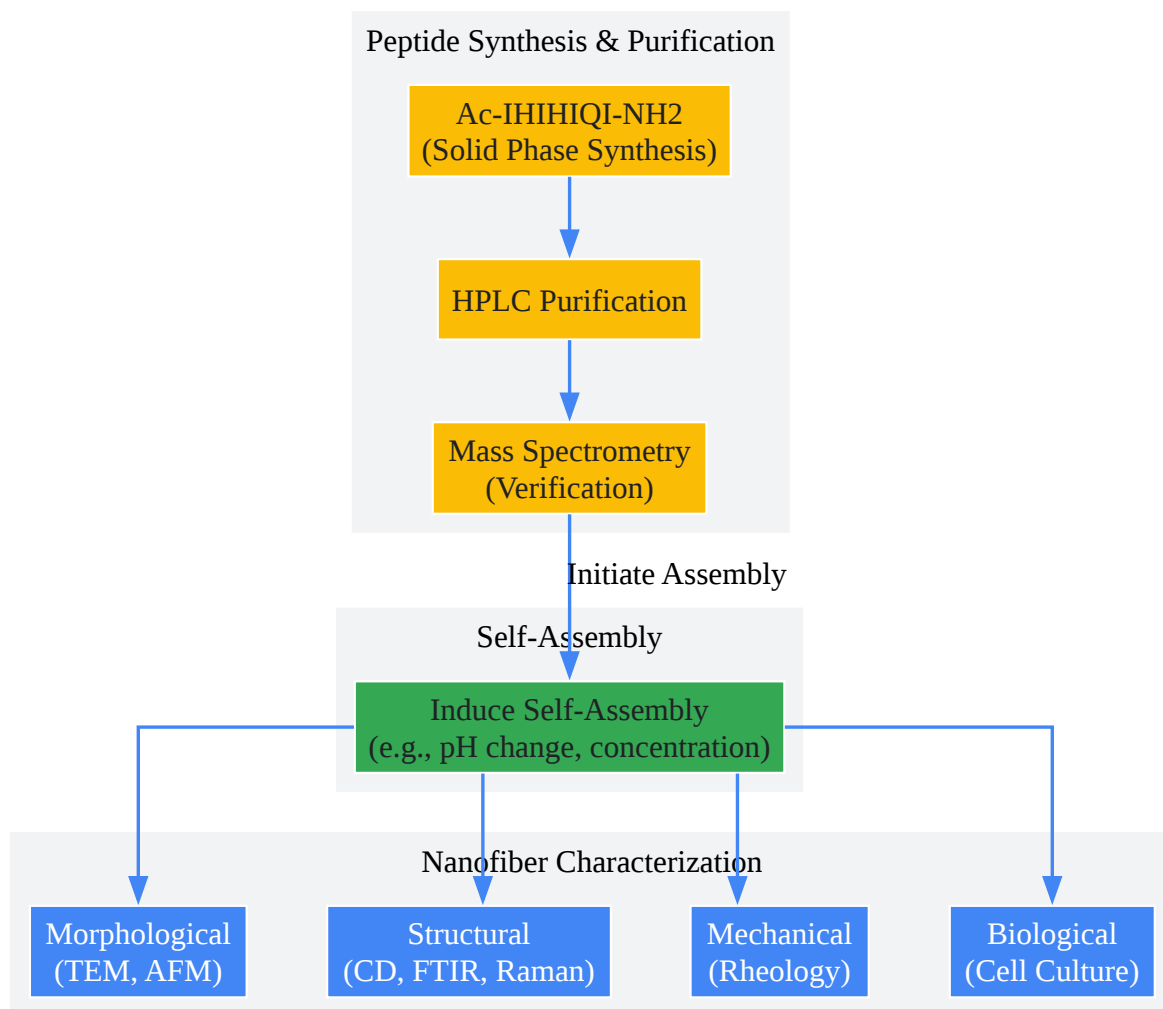 Peptide Synthesis & Purification
Ac-IHIHIQI-NH2
(Solid Phase Synthesis)
HPLC Purification
Mass Spectrometry
(Verification)
Initiate Assembly
Self-Assembly
Induce Self-Assembly
(e.g., pH change, concentration)
Nanofiber Characterization
Morphological
(TEM, AFM)
Structural
(CD, FTIR, Raman)
Mechanical
(Rheology)
Biological
(Cell Culture)